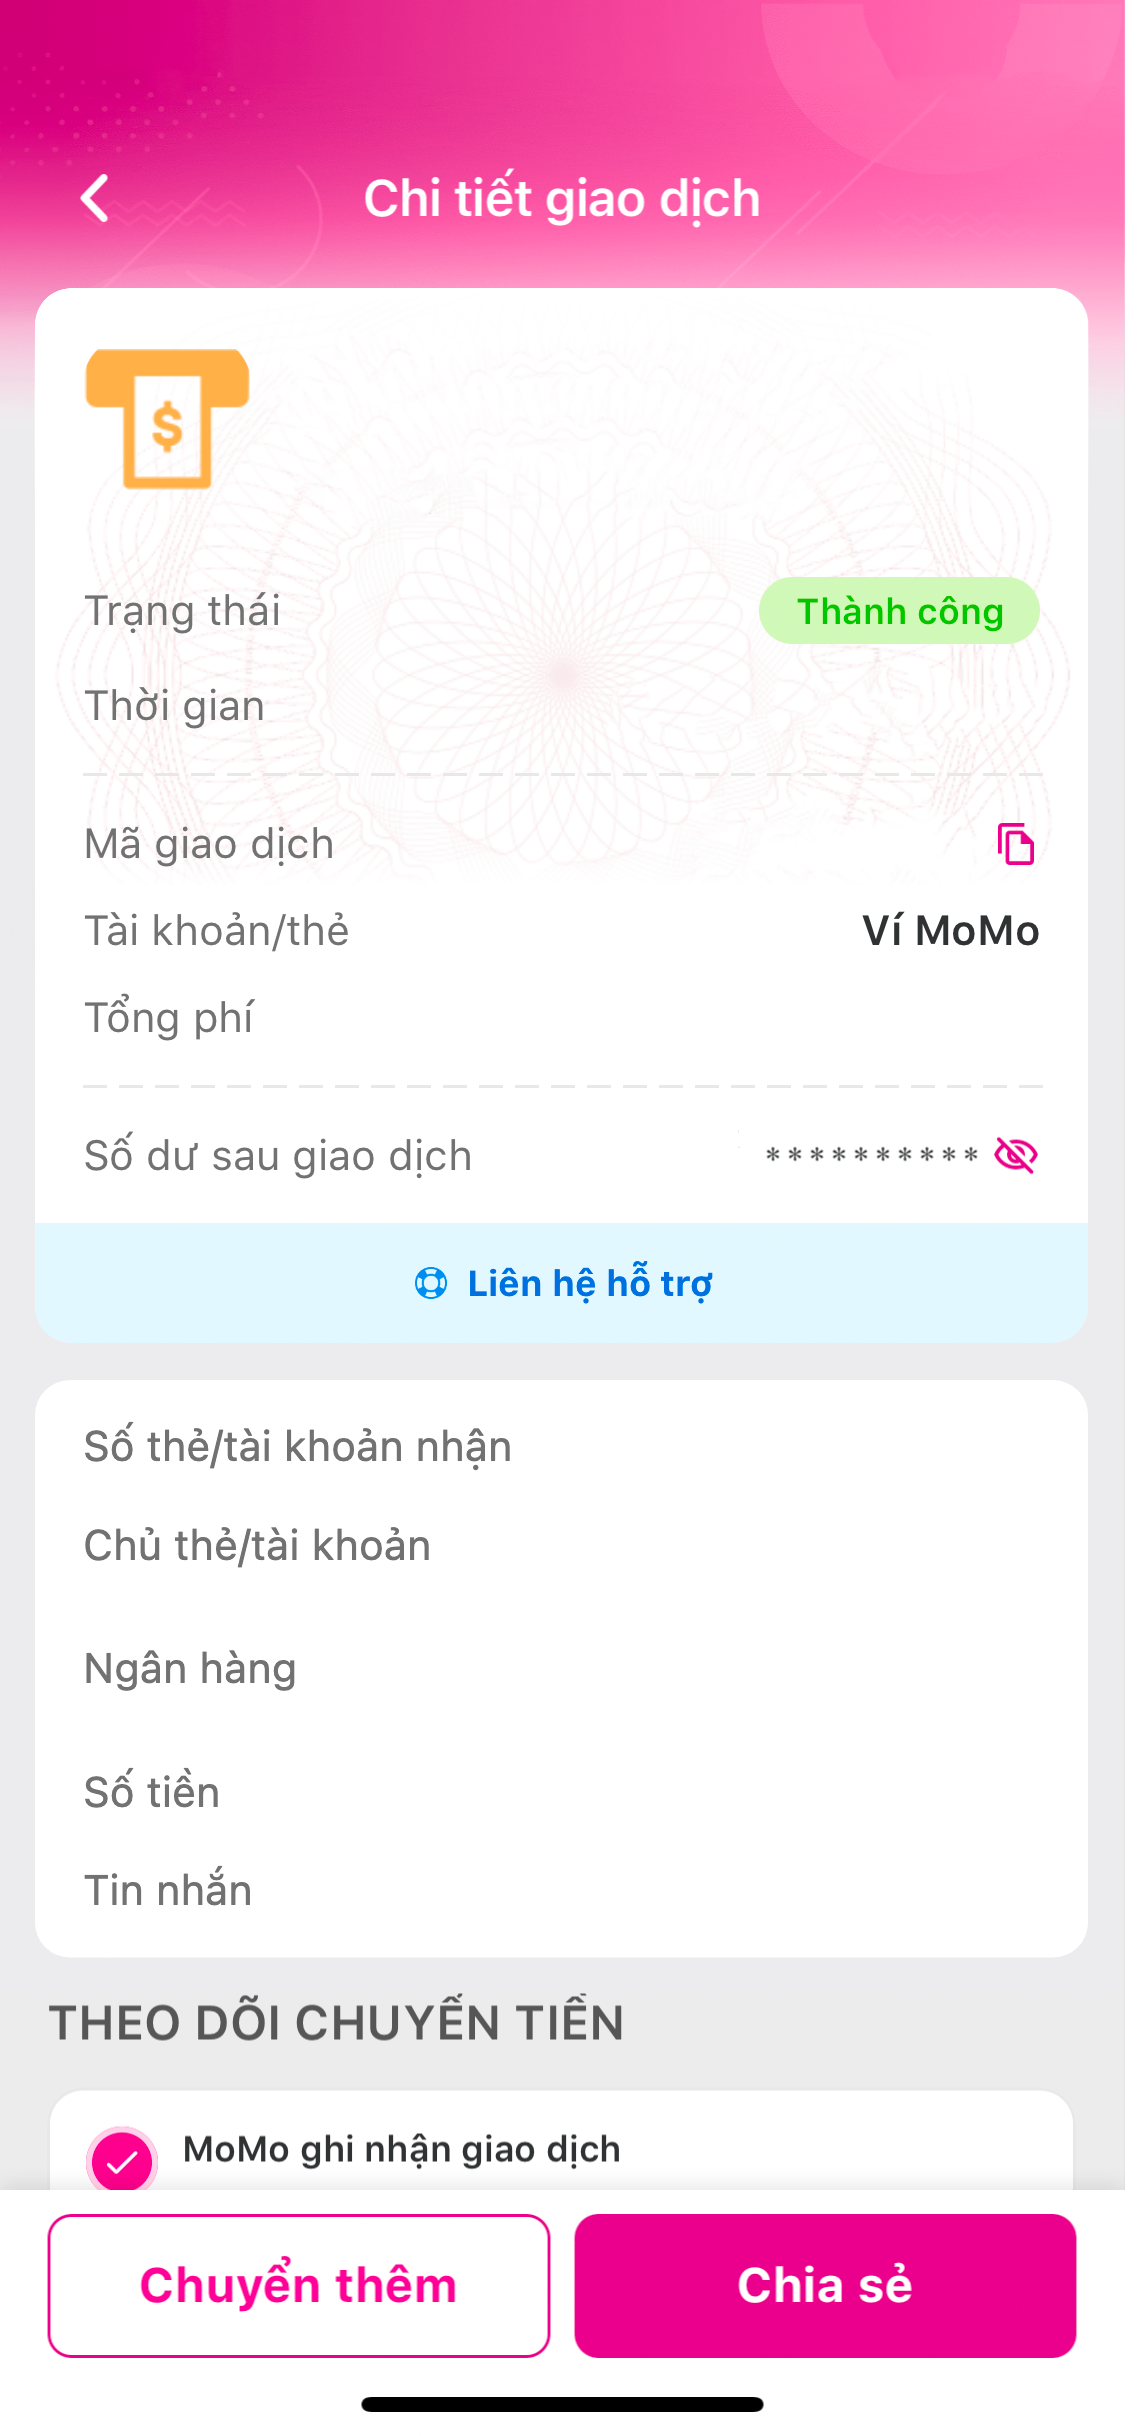 Chi tiết giao dịch
$
Trạng thái Thành công
Thời gian
Mã giao dịch
Tài khoản/thẻ Ví MoMo
Tổng phí
Số dư sau giao dịch **********
Liên hệ hỗ trợ
Số thẻ/tài khoản nhận
Chủ thẻ/tài khoản
Ngân hàng
Số tiền
Tin nhắn
THEO DÕI CHUYỂN TIỀN
MoMo ghi nhận giao dịch
Chuyển thêm Chia sẻ